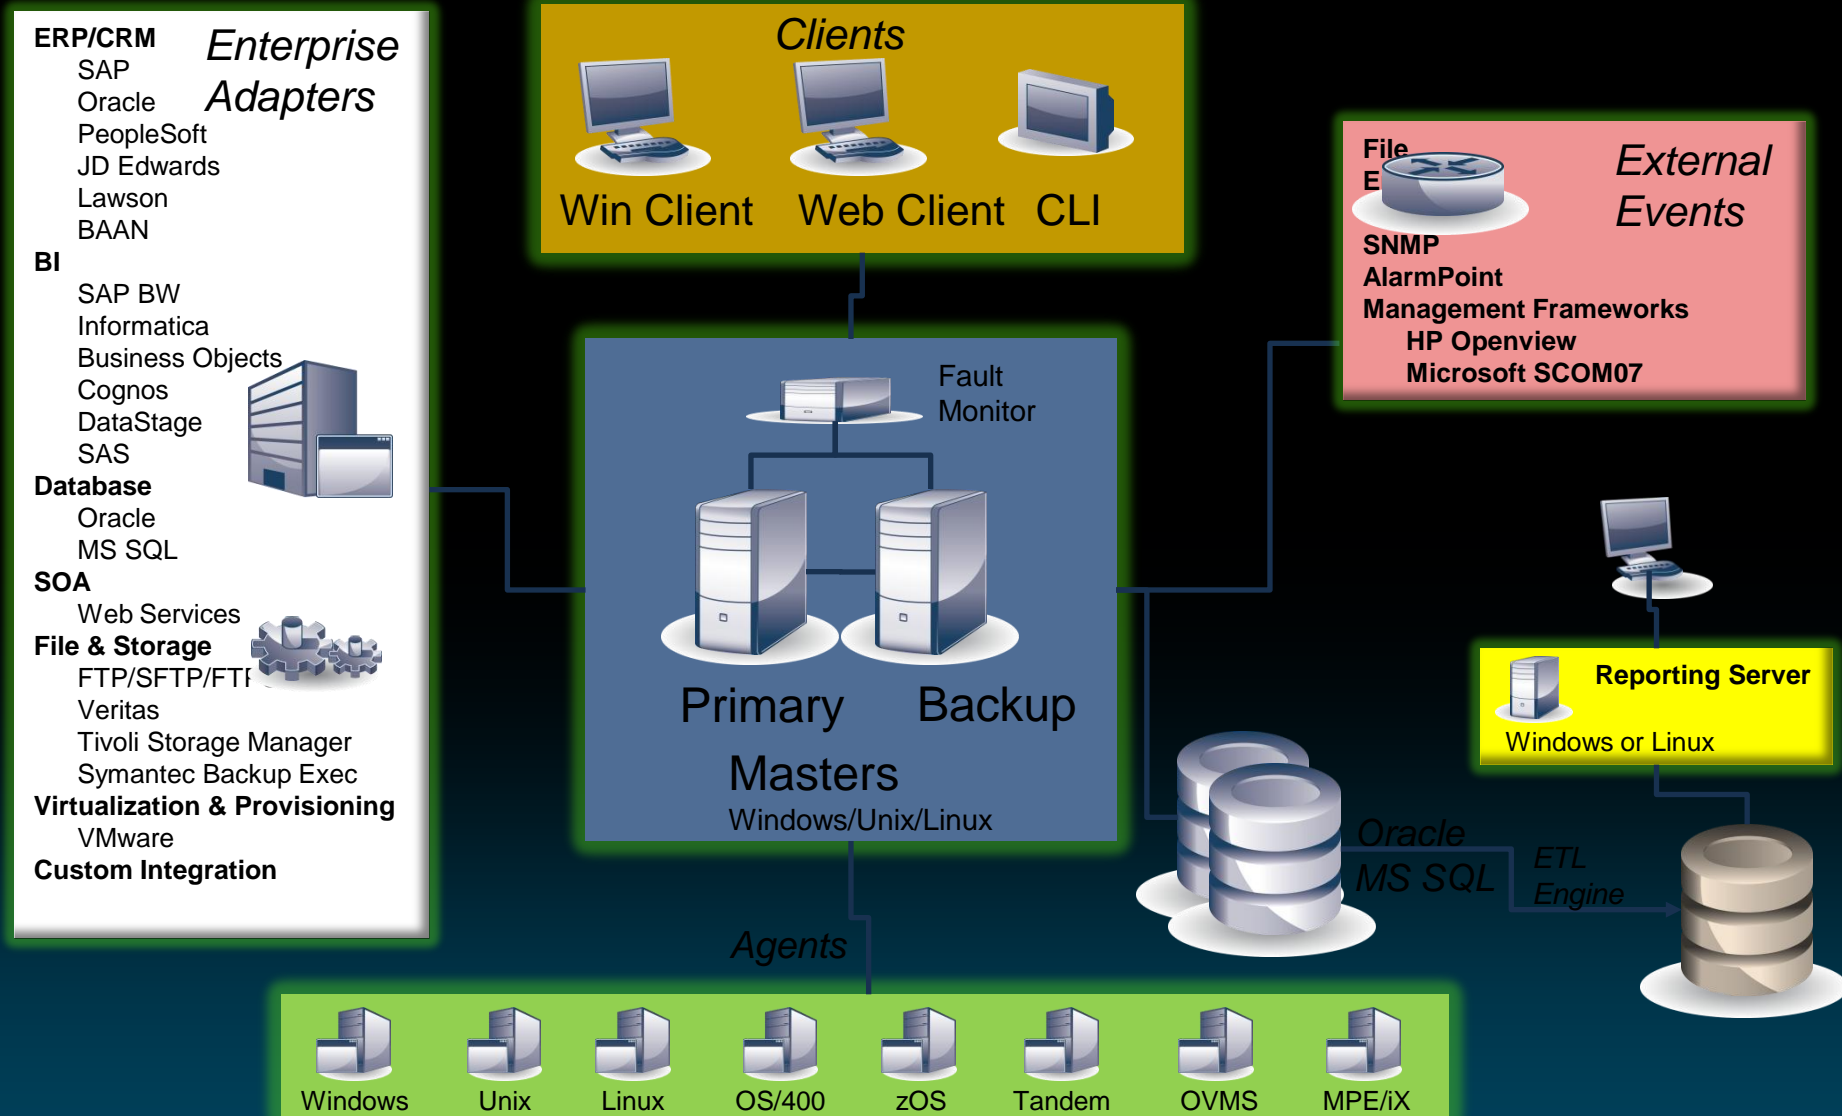 ERP/CRM
Enterprise
Adapters
SAP
Oracle
PeopleSoft
JD Edwards
Lawson
BAAN
BI
SAP BW
Informatica
Business Objects
Cognos
DataStage
SAS
Database
Oracle
MS SQL
SOA
Web Services
File & Storage
FTP/SFTP/
Veritas
Tivoli Storage Manager
Symantec Backup Exec
Virtualization & Provisioning
VMware
Custom Integration
Clients
Win Client
Web Client
CLI
External
Events
File
SNMP
AlarmPoint
Management Frameworks
HP Openview
Microsoft SCOM07
Fault
Monitor
Primary
Backup
Masters
Windows/Unix/Linux
Reporting Server
Windows or Linux
Oracle
MS SQL
ETL
Engine
Agents
Windows
Unix
Linux
OS/400
zOS
Tandem
OVMS
MPE/iX